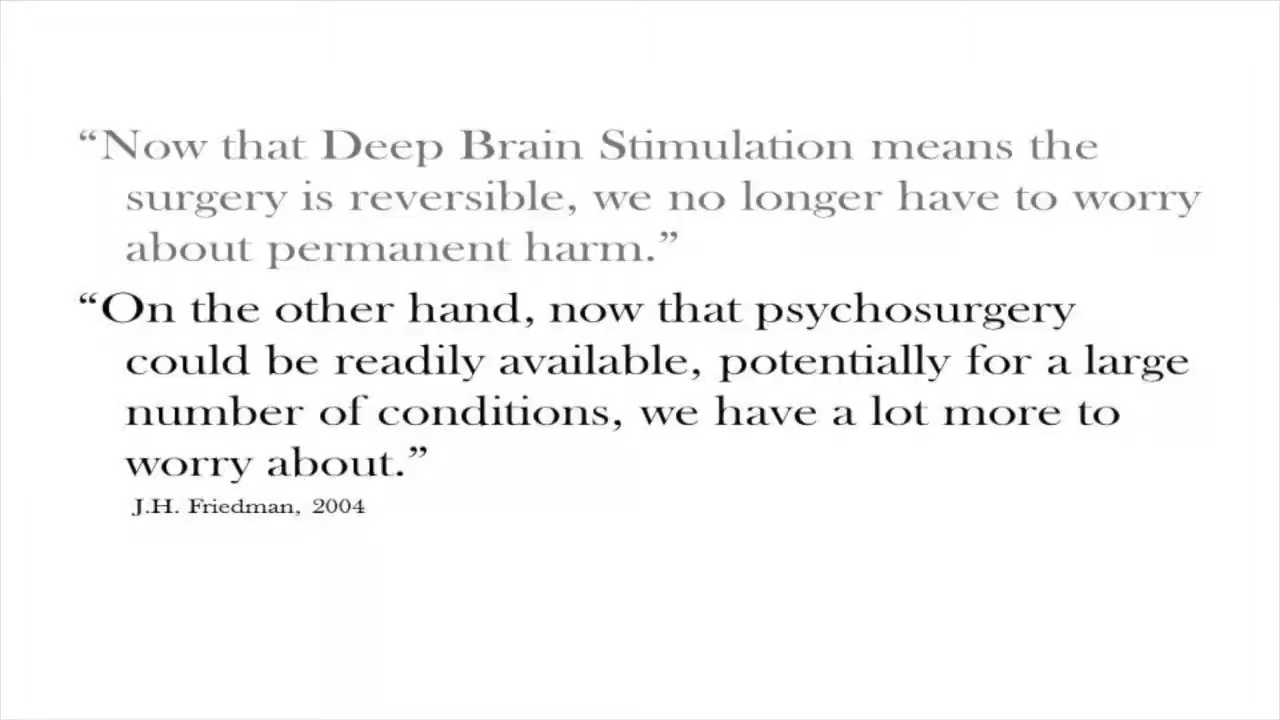 “Now that Deep Brain Stimulation means the
surgery is reversible, we no longer have to worry
about permanent harm.”
“On the other hand, now that psychosurgery
could be readily available, potentially for a large
number of conditions, we have a lot more to
worry about.”
J.H. Friedman, 2004